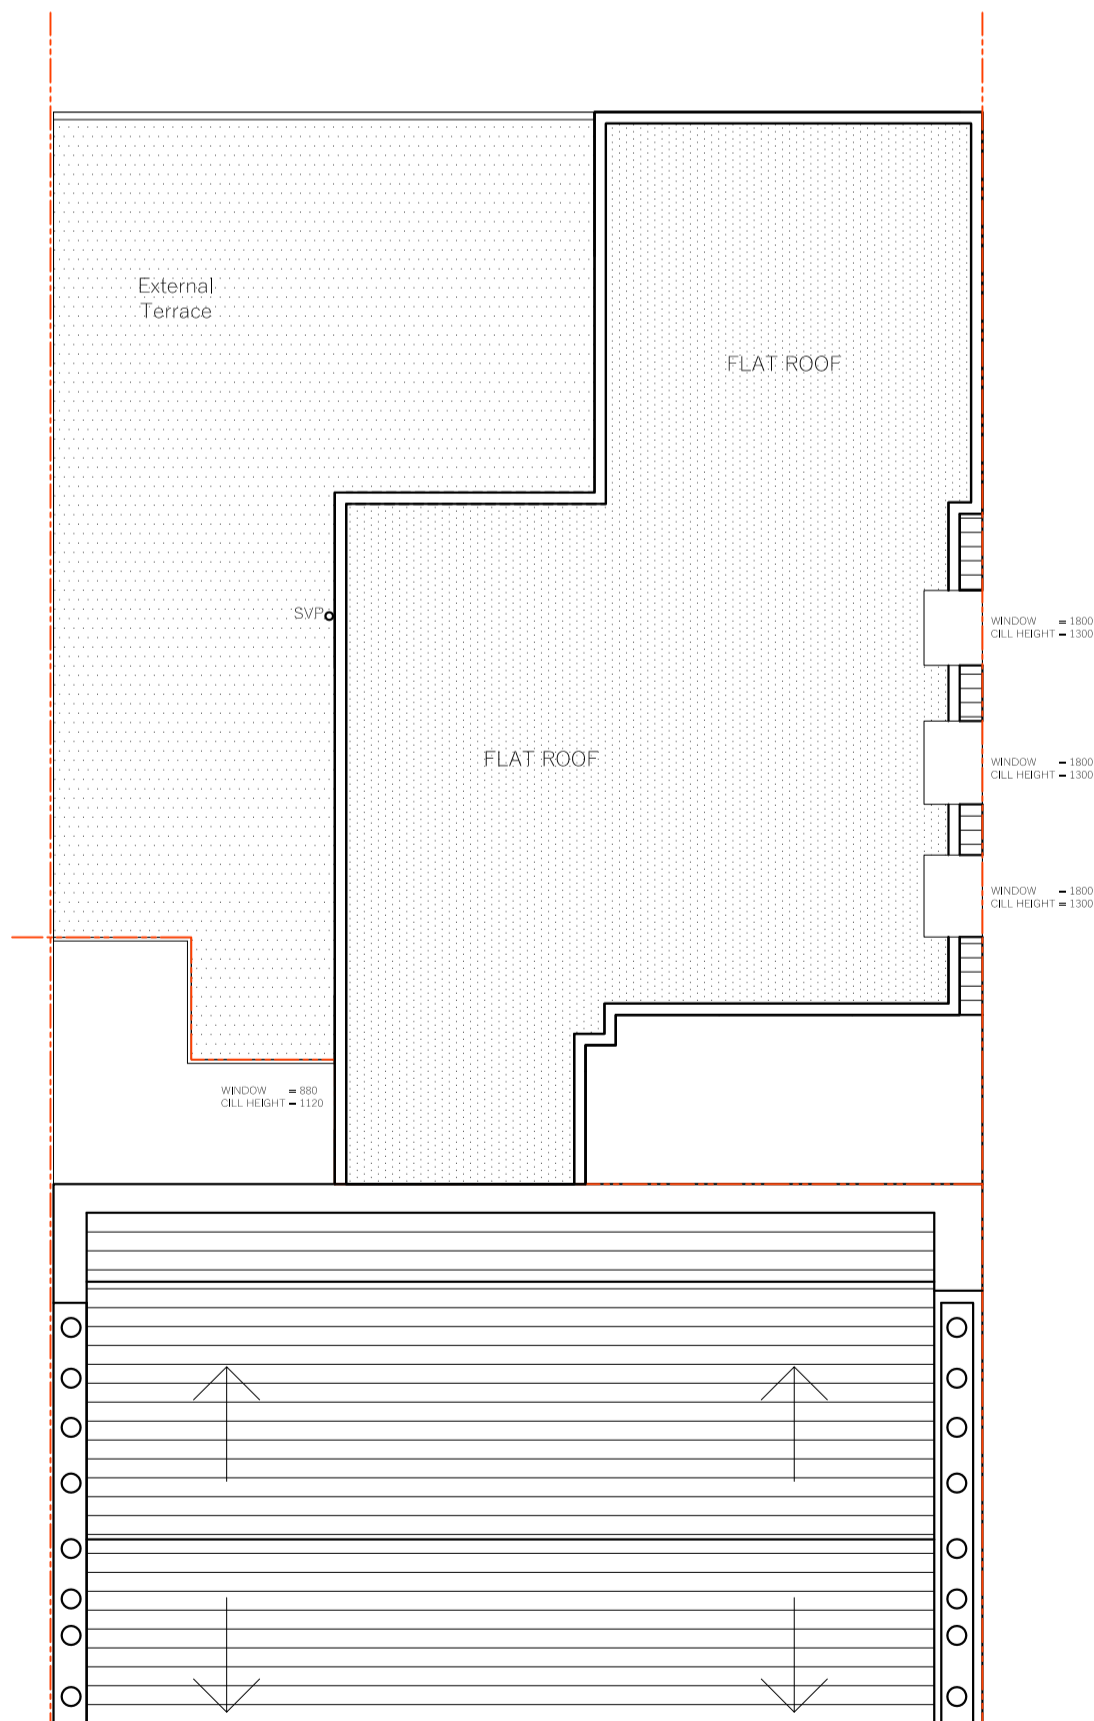 External
Terrace
FLAT ROOF
SVP
WINDOW = 1800
CILL HEIGHT = 1300
FLAT ROOF
WINDOW = 1800
CILL HEIGHT = 1300
WINDOW = 1800
CILL HEIGHT = 1300
WINDOW = 880
CILL HEIGHT = 1120